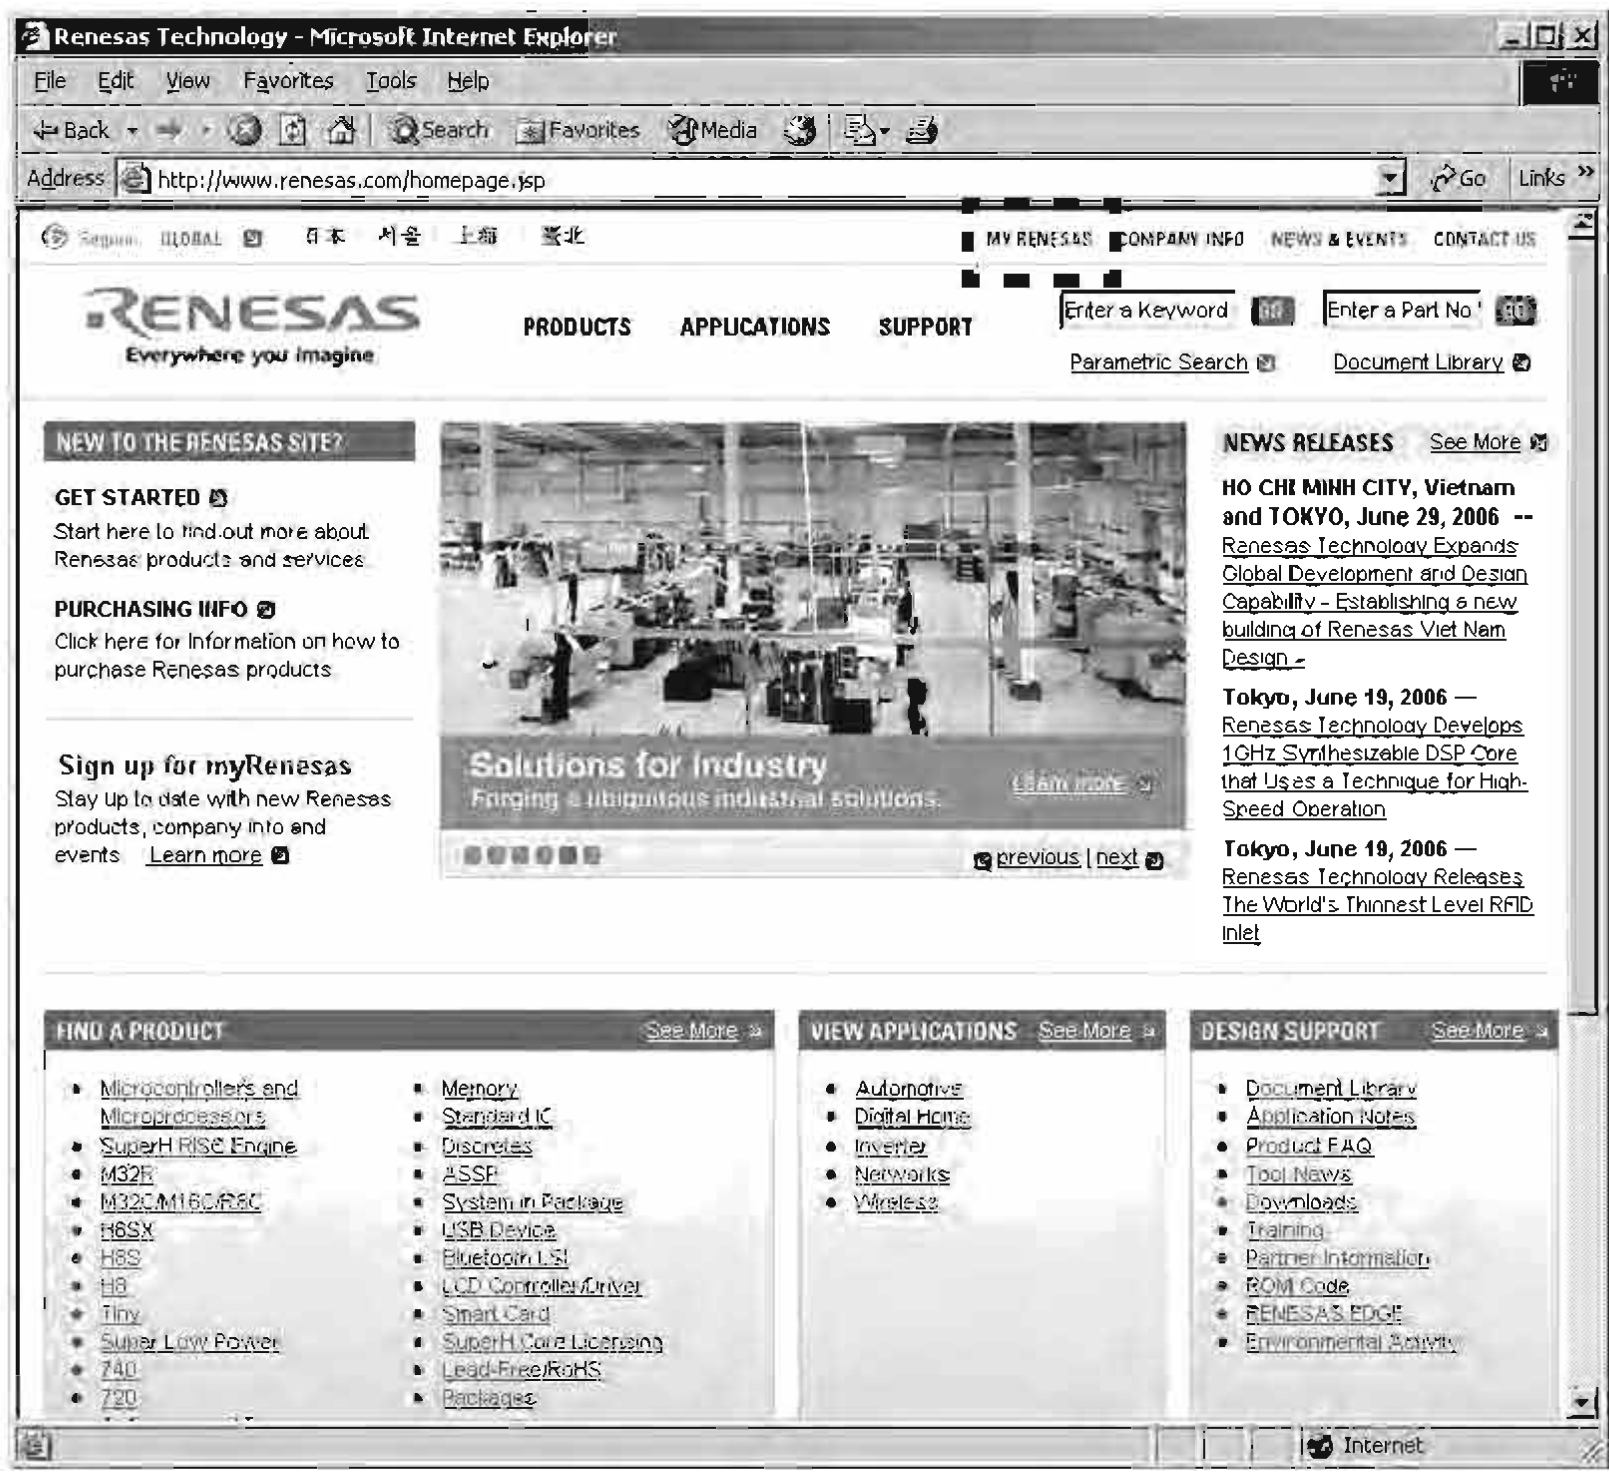 Renesas Technology - Microsoft Internet Explorer
File Edit View Favorites Tools Help
Back Search Favorites Media
Address http://www.renesas.com/homepage.jsp Go Links »
GLOBAL 日本 서울 上海 臺北 MY RENESAS COMPANY INFO NEWS & EVENTS CONTACT US
RENESAS
Everywhere you imagine
PRODUCTS APPLICATIONS SUPPORT
Enter a Keyword GO Enter a Part No GO
Parametric Search Document Library
NEW TO THE RENESAS SITE?
GET STARTED
Start here to find out more about
Renesas products and services
PURCHASING INFO
Click here for Information on how to
purchase Renesas products
Sign up for myRenesas
Stay up to date with new Renesas
products, company info and
events Learn more
Solutions for Industry
Forging a ubiquitous industrial solutions.
Learn more
previous | next
NEWS RELEASES See More
HO CHI MINH CITY, Vietnam
and TOKYO, June 29, 2006 --
Renesas Technology Expands
Global Development and Design
Capability - Establishing a new
building of Renesas Viet Nam
Design -
Tokyo, June 19, 2006 —
Renesas Technology Develops
1GHz Synthesizable DSP Core
that Uses a Technique for High-
Speed Operation
Tokyo, June 19, 2006 —
Renesas Technology Releases
The World's Thinnest Level RFID
Inlet
FIND A PRODUCT See More
Microcontrollers and
Microprocessors
SuperH RISC Engine
M32R
M32C/M16C/R8C
H8SX
H8S
H8
Tiny
Super Low Power
740
720
Memory
Standard IC
Discretes
ASSP
System in Package
USB Device
Bluetooth LSI
LCD Controller/Driver
Smart Card
SuperH Core Licensing
Lead-Free/RoHS
Packages
VIEW APPLICATIONS See More
Automotive
Digital Home
Inverter
Networks
Wireless
DESIGN SUPPORT See More
Document Library
Application Notes
Product FAQ
Tool News
Downloads
Training
Partner Information
ROM Code
RENESAS EDGE
Environmental Activity
Internet